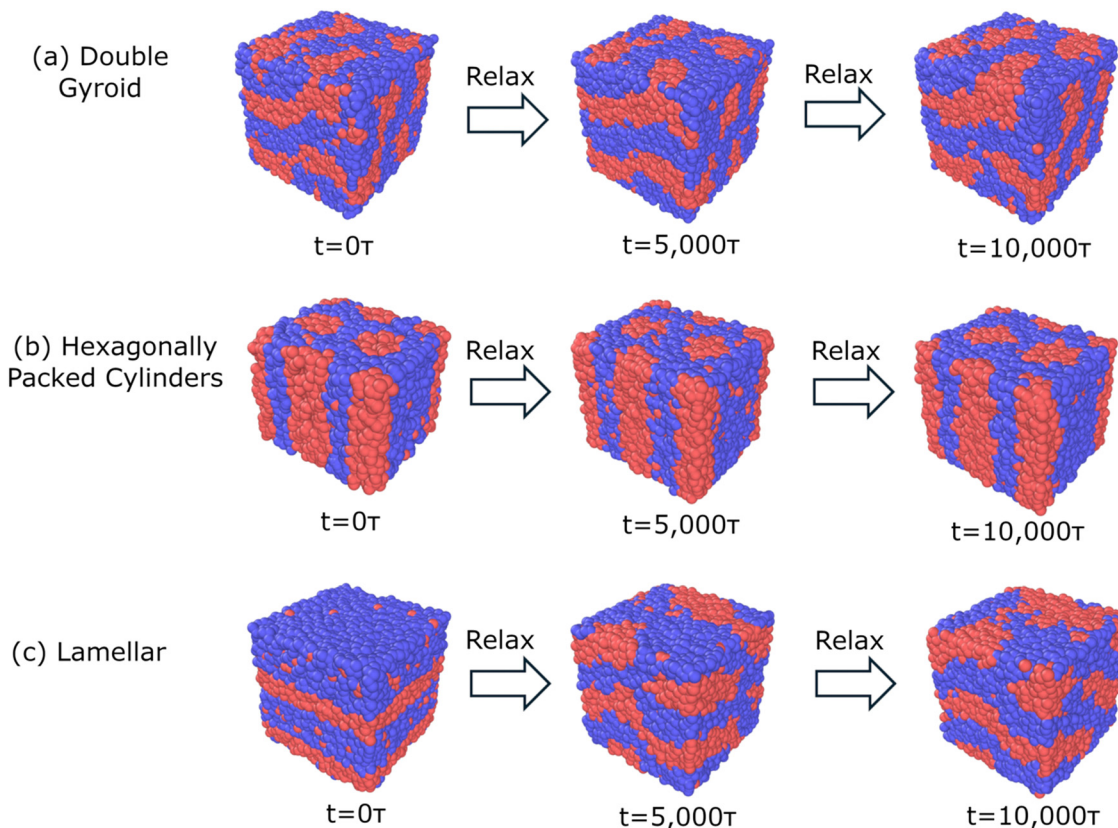 (a) Double
Gyroid
Relax
Relax
t=0τ
t=5,000τ
t=10,000τ
(b) Hexagonally
Packed Cylinders
Relax
Relax
t=0τ
t=5,000τ
t=10,000τ
(c) Lamellar
Relax
Relax
t=0τ
t=5,000τ
t=10,000τ